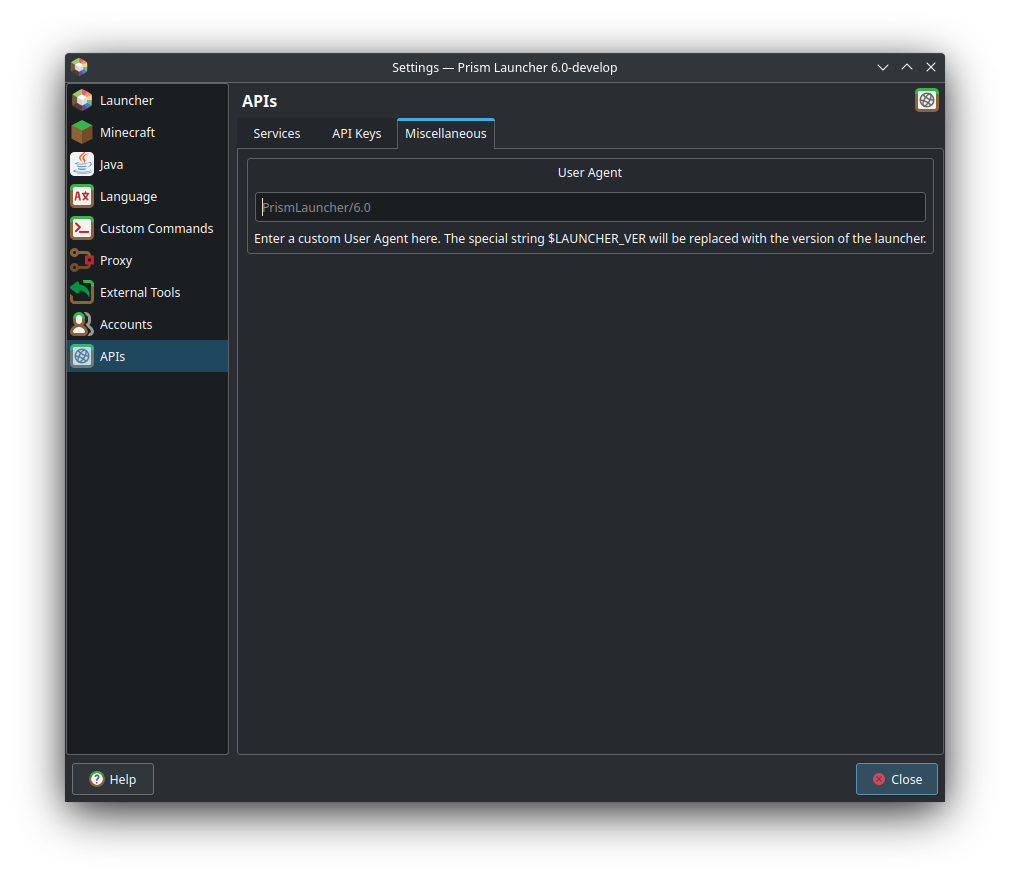 Settings — Prism Launcher 6.0-develop
Launcher
Minecraft
Java
Language
Custom Commands
Proxy
External Tools
Accounts
APIs
APIs
Services API Keys Miscellaneous
User Agent
PrismLauncher/6.0
Enter a custom User Agent here. The special string $LAUNCHER_VER will be replaced with the version of the launcher.
Help
Close